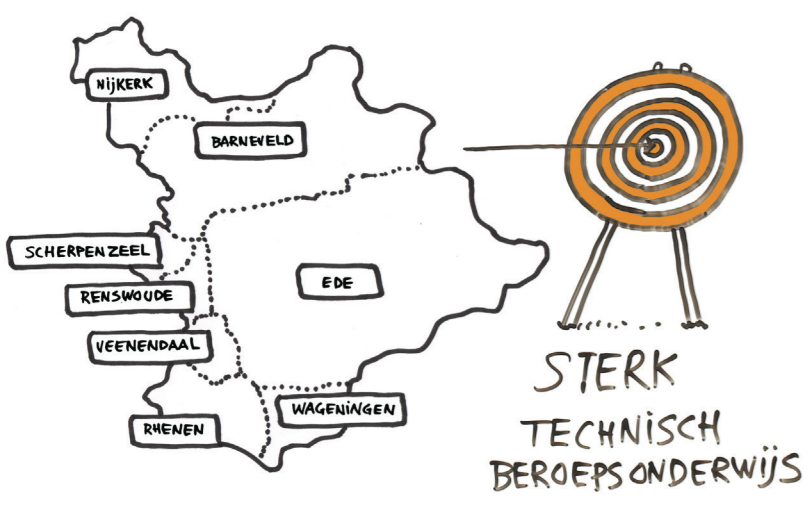 NIJKERK
BARNEVELD
SCHERPENZEEL
RENSWOUDE
EDE
VEENENDAAL
WAGENINGEN
RHENEN
STERK
TECHNISCH
BEROEPSONDERWIJS